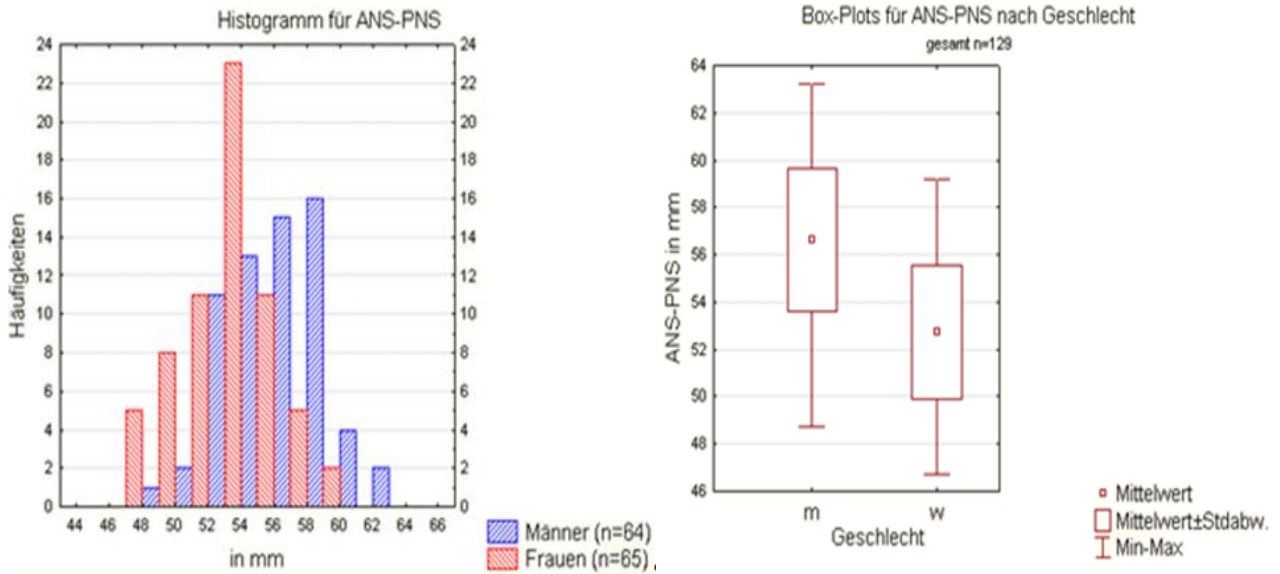 Histogramm für ANS-PNS
24 24
22 22
20 20
18 18
16 16
14 14
12 12
10 10
8 8
6 6
4 4
2 2
0 0
44 46 48 50 52 54 56 58 60 62 64 66
Häufigkeiten
in mm
Männer (n=64)
Frauen (n=65)
Box-Plots für ANS-PNS nach Geschlecht
gesamt n=129
64
62
60
58
56
54
52
50
48
46
ANS-PNS in mm
m w
Geschlecht
Mittelwert
Mittelwert±Stdabw.
Min-Max